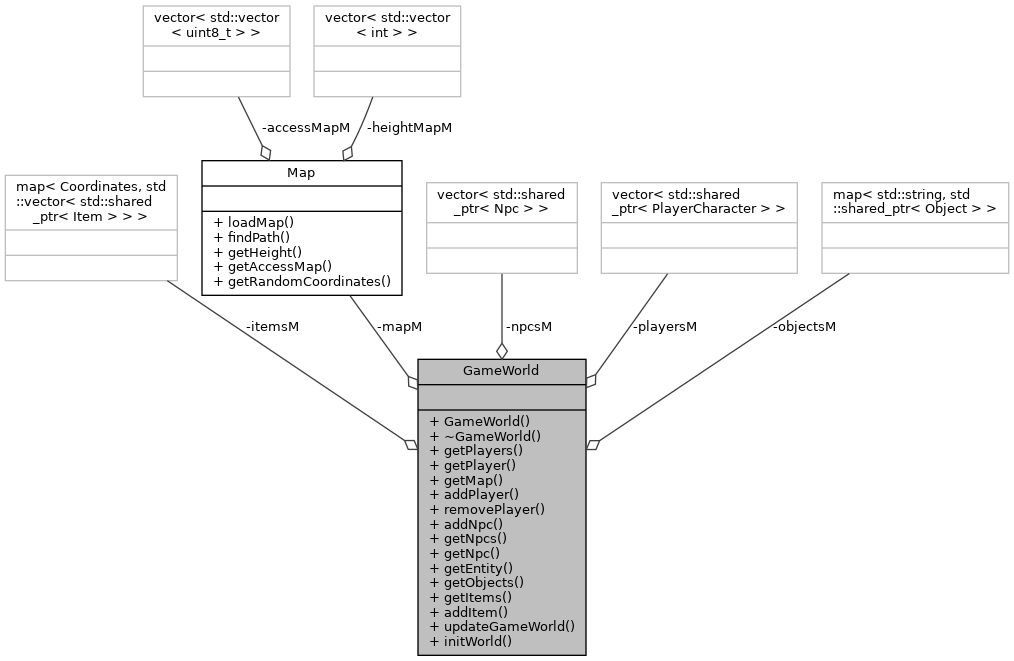 vector< std::vector
< uint8_t > >
vector< std::vector
< int > >
-accessMapM
-heightMapM
map< Coordinates, std
::vector< std::shared
_ptr< Item > > >
Map
+ loadMap()
+ findPath()
+ getHeight()
+ getAccessMap()
+ getRandomCoordinates()
vector< std::shared
_ptr< Npc > >
vector< std::shared
_ptr< PlayerCharacter > >
map< std::string, std
::shared_ptr< Object > >
-itemsM
-mapM
-npcsM
-playersM
-objectsM
GameWorld
+ GameWorld()
+ ~GameWorld()
+ getPlayers()
+ getPlayer()
+ getMap()
+ addPlayer()
+ removePlayer()
+ addNpc()
+ getNpcs()
+ getNpc()
+ getEntity()
+ getObjects()
+ getItems()
+ addItem()
+ updateGameWorld()
+ initWorld()